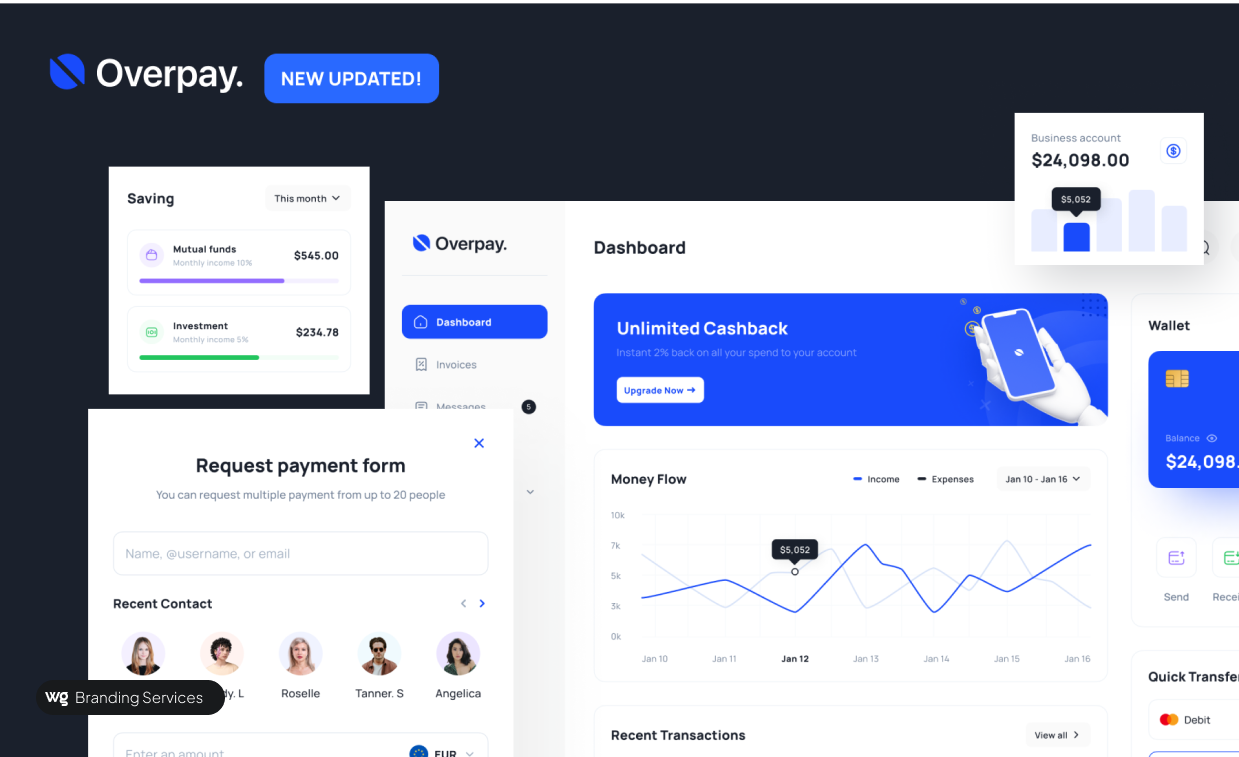 Overpay.
NEW UPDATED!
Business account
$24,098.00
$5,052
Saving
This month
Mutual funds
Monthly income 10%
$545.00
Investment
Monthly income 5%
$234.78
Overpay.
Dashboard
Invoices
Messages
5
Dashboard
Unlimited Cashback
Instant 2% back on all your spend to your account
Upgrade Now →
Wallet
Balance
$24,098.
Send
Recei
Quick Transfer
Debit
Money Flow
Income
Expenses
Jan 10 - Jan 16
10k
7k
5k
3k
0k
$5,052
Jan 10
Jan 11
Jan 12
Jan 13
Jan 14
Jan 15
Jan 16
Recent Transactions
View all
Request payment form
You can request multiple payment from up to 20 people
Name, @username, or email
Recent Contact
dy. L
Roselle
Tanner. S
Angelica
Enter an amount
EUR
wg Branding Services